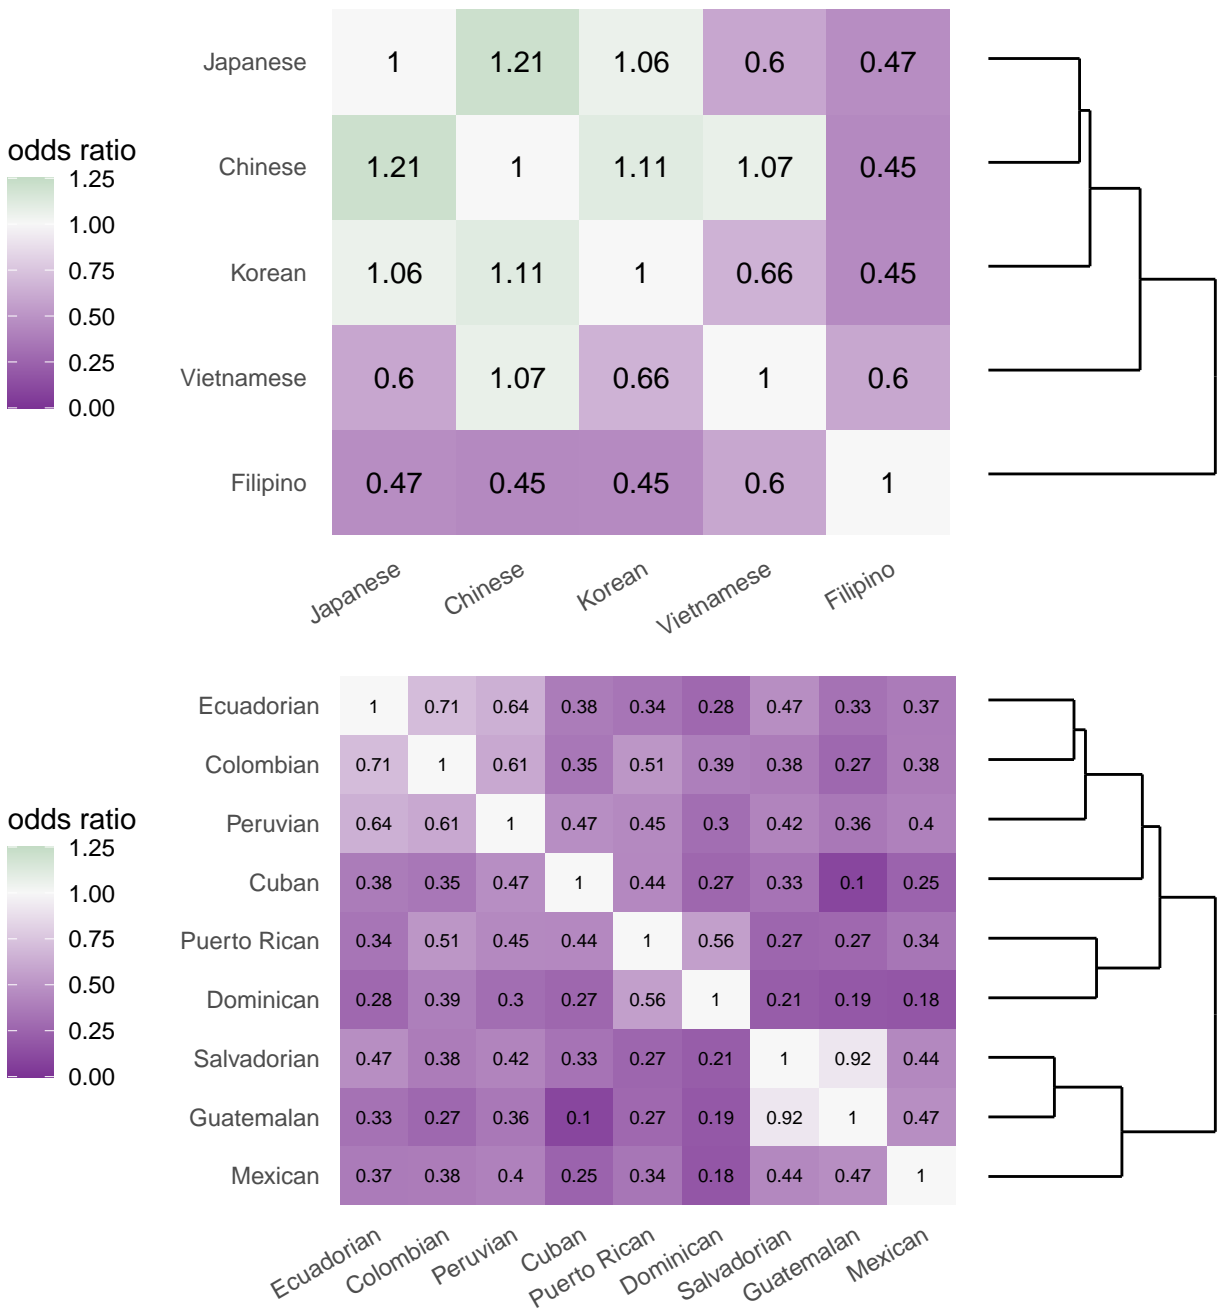 odds ratio
1.25
1.00
0.75
0.50
0.25
0.00
Japanese 1 1.21 1.06 0.6 0.47
Chinese 1.21 1 1.11 1.07 0.45
Korean 1.06 1.11 1 0.66 0.45
Vietnamese 0.6 1.07 0.66 1 0.6
Filipino 0.47 0.45 0.45 0.6 1
Japanese Chinese Korean Vietnamese Filipino
odds ratio
1.25
1.00
0.75
0.50
0.25
0.00
Ecuadorian 1 0.71 0.64 0.38 0.34 0.28 0.47 0.33 0.37
Colombian 0.71 1 0.61 0.35 0.51 0.39 0.38 0.27 0.38
Peruvian 0.64 0.61 1 0.47 0.45 0.3 0.42 0.36 0.4
Cuban 0.38 0.35 0.47 1 0.44 0.27 0.33 0.1 0.25
Puerto Rican 0.34 0.51 0.45 0.44 1 0.56 0.27 0.27 0.34
Dominican 0.28 0.39 0.3 0.27 0.56 1 0.21 0.19 0.18
Salvadorian 0.47 0.38 0.42 0.33 0.27 0.21 1 0.92 0.44
Guatemalan 0.33 0.27 0.36 0.1 0.27 0.19 0.92 1 0.47
Mexican 0.37 0.38 0.4 0.25 0.34 0.18 0.44 0.47 1
Ecuadorian Colombian Peruvian Cuban Puerto Rican Dominican Salvadorian Guatemalan Mexican